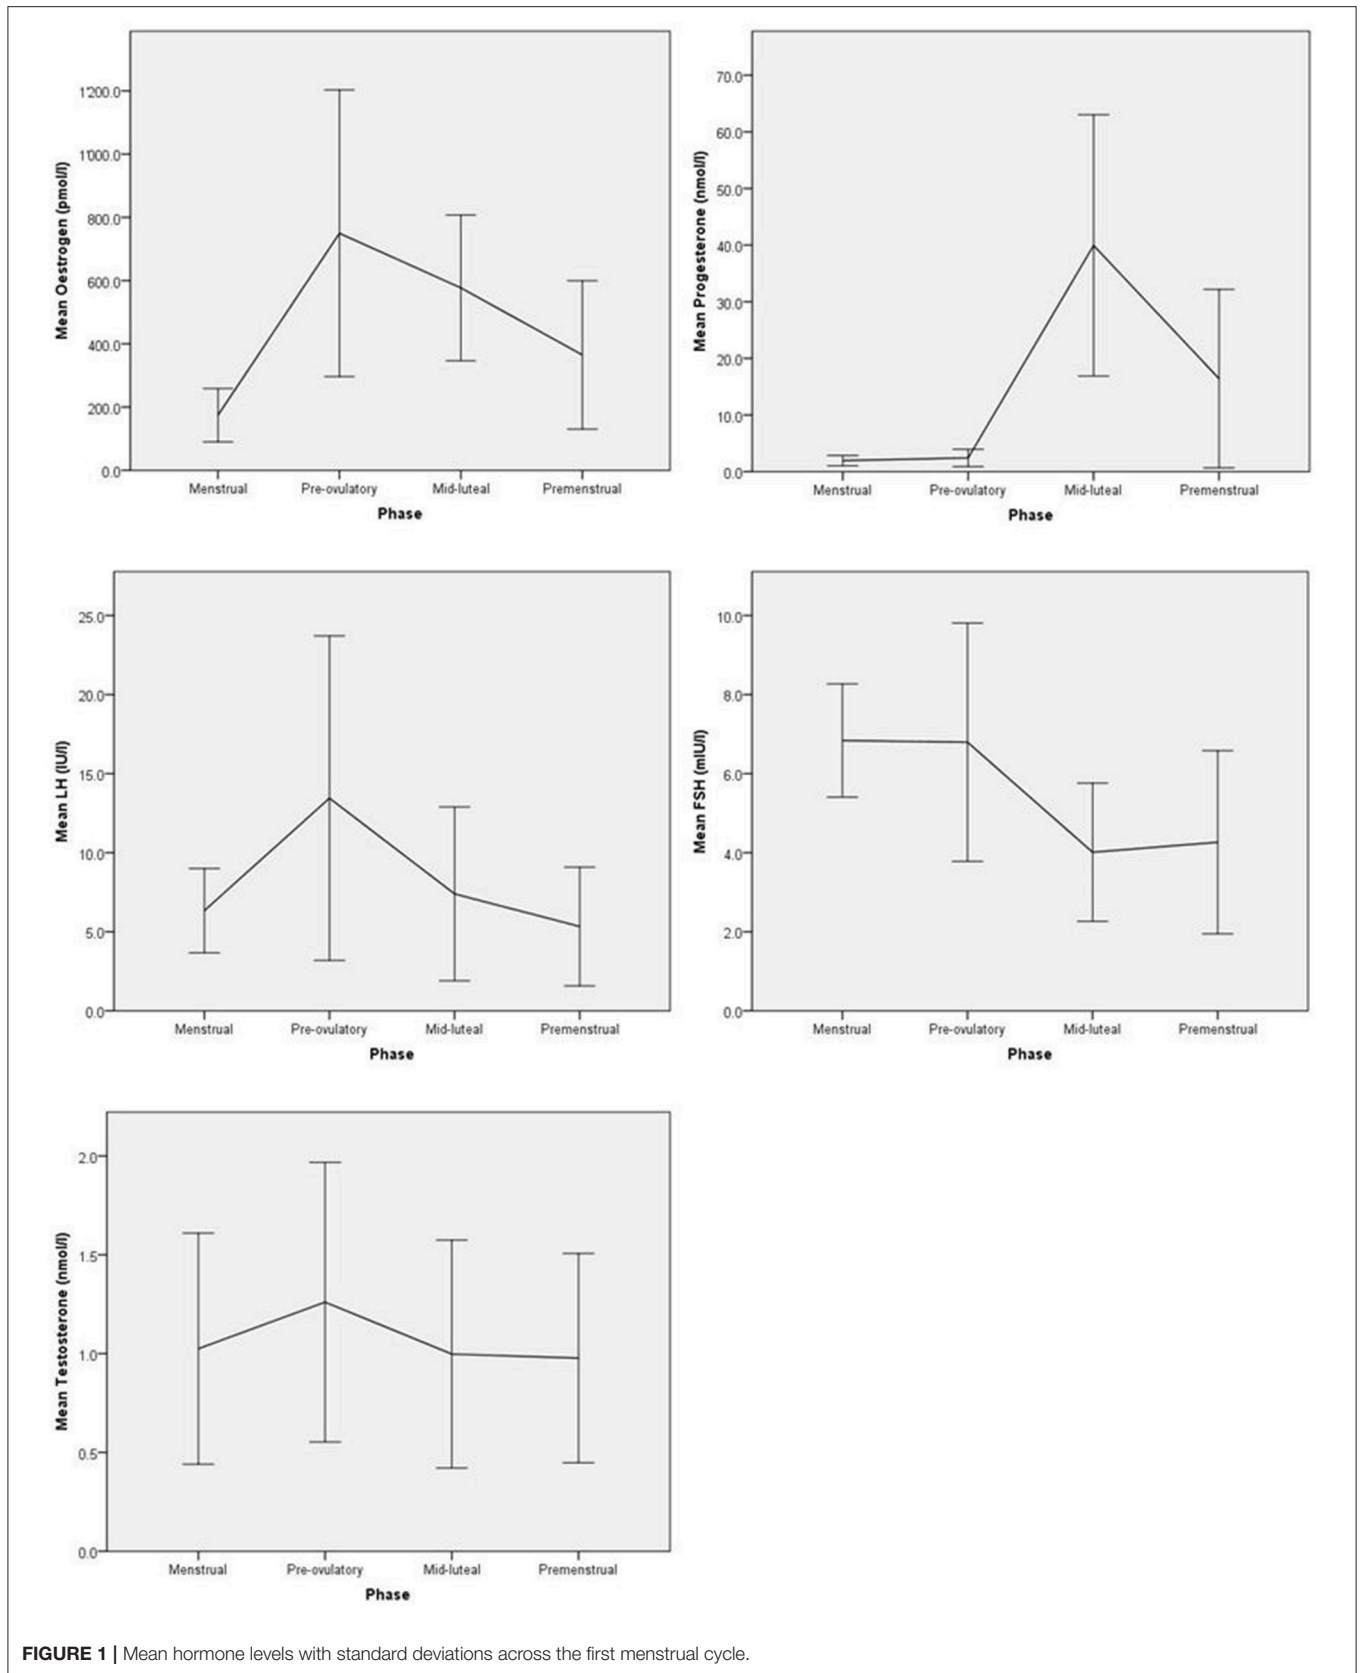 Mean Oestrogen (pmol/l)
1'200.0
1'000.0
800.0
600.0
400.0
200.0
0.0
Menstrual Pre-ovulatory Mid-luteal Premenstrual
Phase
Mean Progesterone (nmol/l)
70.0
60.0
50.0
40.0
30.0
20.0
10.0
0.0
Menstrual Pre-ovulatory Mid-luteal Premenstrual
Phase
Mean LH (IU/l)
25.0
20.0
15.0
10.0
5.0
0.0
Menstrual Pre-ovulatory Mid-luteal Premenstrual
Phase
Mean FSH (mIU/l)
10.0
8.0
6.0
4.0
2.0
0.0
Menstrual Pre-ovulatory Mid-luteal Premenstrual
Phase
Mean Testosterone (nmol/l)
2.0
1.5
1.0
0.5
0.0
Menstrual Pre-ovulatory Mid-luteal Premenstrual
Phase
FIGURE 1 | Mean hormone levels with standard deviations across the first menstrual cycle.